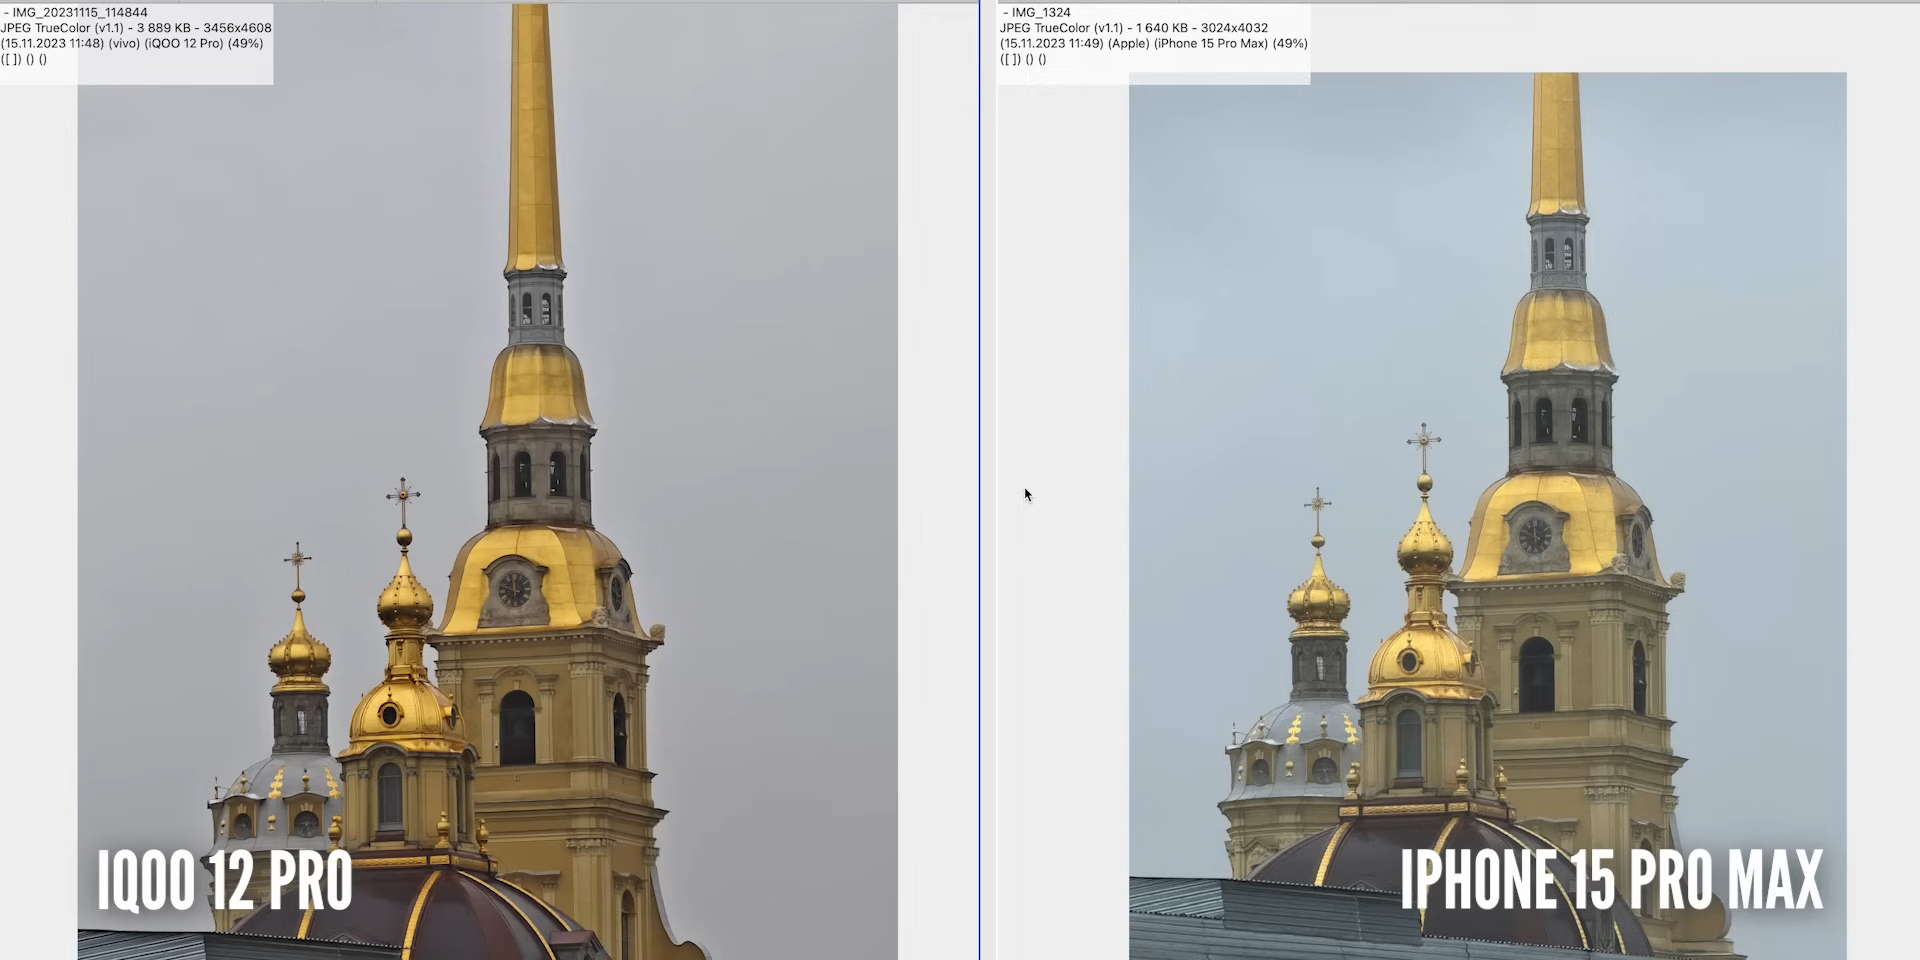 - IMG_20231115_114844
JPEG TrueColor (v1.1) - 3 889 KB - 3456x4608
(15.11.2023 11:48) (vivo) (iQOO 12 Pro) (49%)
([ ]) () ()
- IMG_1324
JPEG TrueColor (v1.1) - 1 640 KB - 3024x4032
(15.11.2023 11:49) (Apple) (iPhone 15 Pro Max) (49%)
([ ]) () ()
IQOO 12 PRO
IPHONE 15 PRO MAX